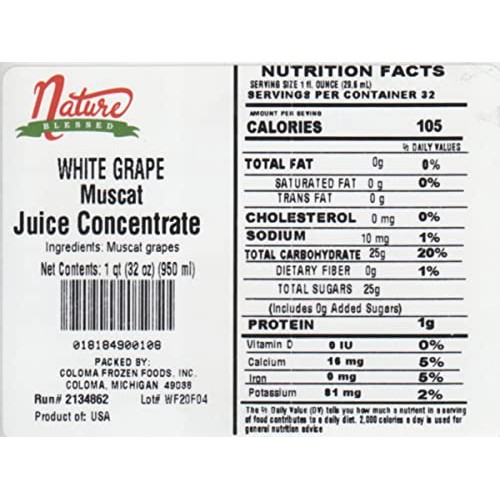 Nature
BLESSED
WHITE GRAPE
Muscat
Juice Concentrate
Ingredients: Muscat grapes
Net Contents: 1 qt (32 oz) (950 ml)
018184900108
PACKED BY:
COLOMA FROZEN FOODS, INC.
COLOMA, MICHIGAN 49038
Run# 2134862 Lot# WF20F04
Product of: USA
NUTRITION FACTS
SERVING SIZE 1 fl. OUNCE (29.6 mL)
SERVINGS PER CONTAINER 32
AMOUNT PER SEVING
CALORIES 105
% DAILY VALUES
TOTAL FAT 0g 0%
SATURATED FAT 0 g 0%
TRANS FAT 0 g
CHOLESTEROL 0 mg 0%
SODIUM 10 mg 1%
TOTAL CARBOHYDRATE 25g 20%
DIETARY FIBER 0g 1%
TOTAL SUGARS 25g
(Includes 0g Added Sugars)
PROTEIN 1g
Vitamin D 0 IU 0%
Calcium 16 mg 5%
Iron 0 mg 5%
Potassium 81 mg 2%
The % Daily Value (DV) tells you how much a nutrient in a serving
of food contributes to a daily diet. 2,000 calories a day is used for
general nutrition advice